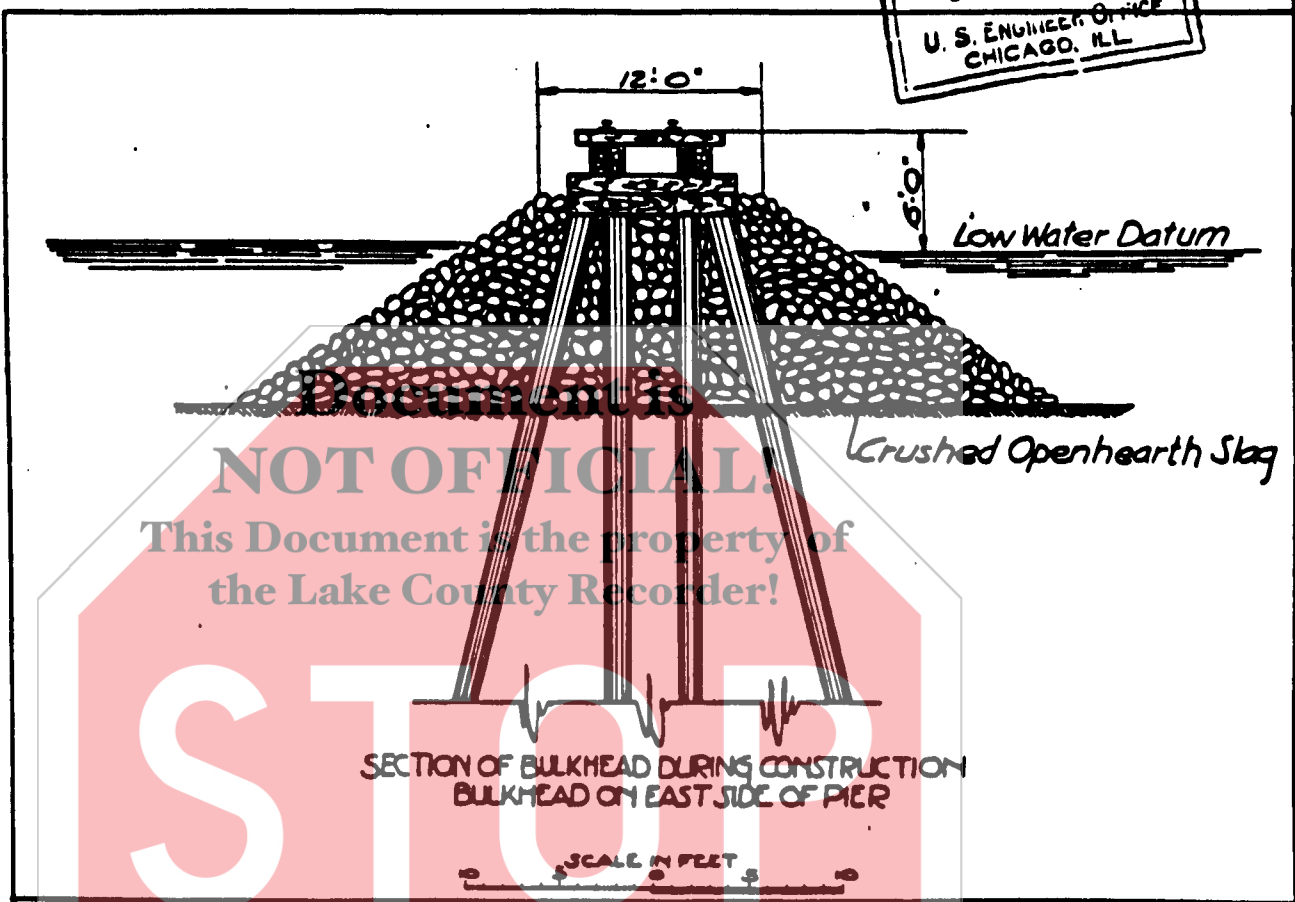 U. S. ENGINEER OFFICE
CHICAGO. ILL
12'-0"
6'-0"
Low Water Datum
Document is
Crushed Openhearth Slag
NOT OFFICIAL!
This Document is the property of
the Lake County Recorder!
STOP
SECTION OF BULKHEAD DURING CONSTRUCTION
BULKHEAD ON EAST SIDE OF PIER
SCALE IN FEET
10 5 0 5 10